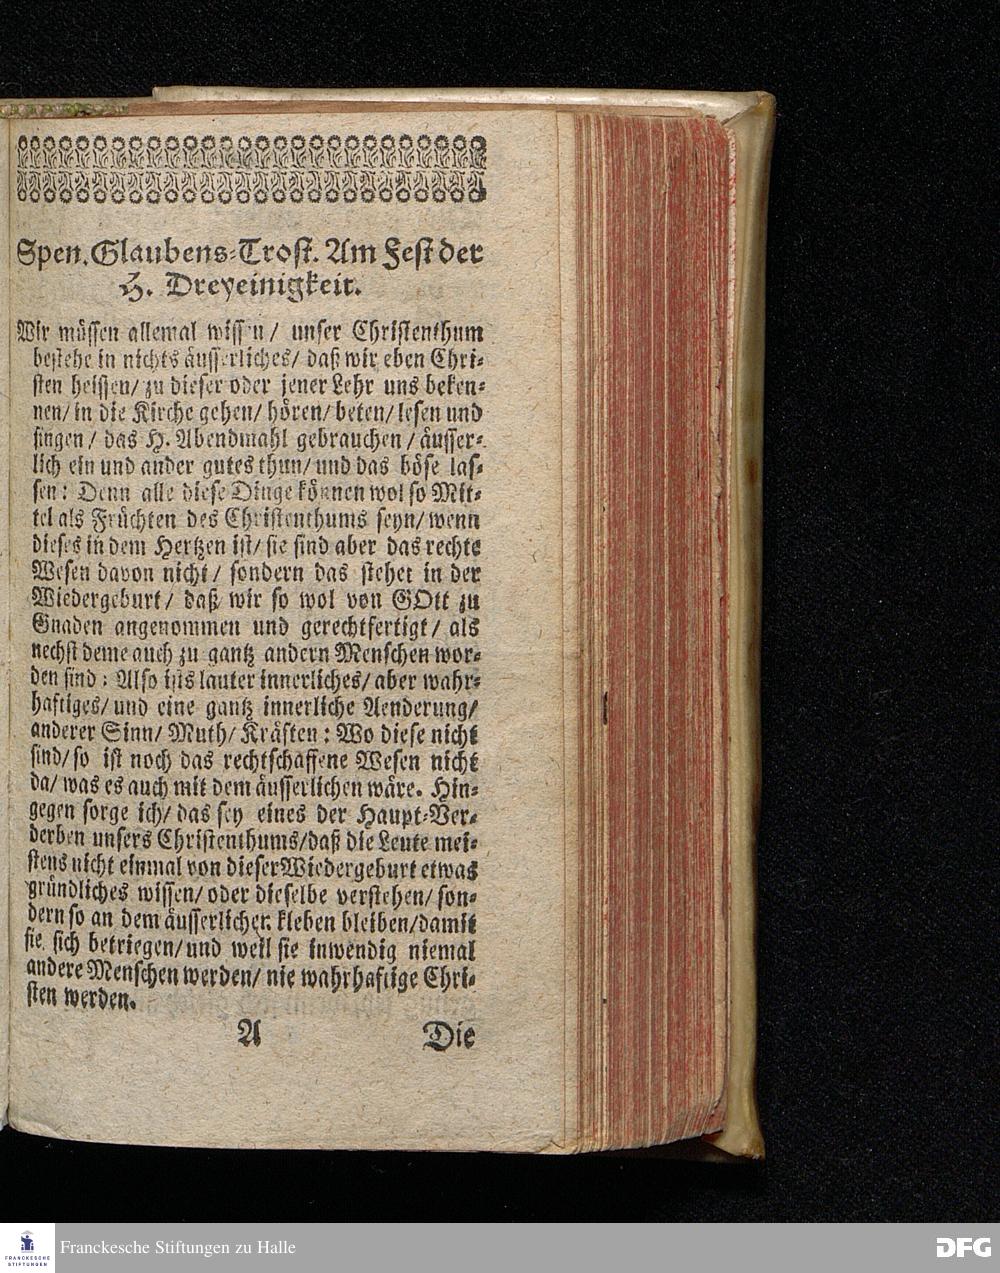 Spen. Glaubens-Trost. Am Fest der
H. Dreyeinigkeit.
Wir müssen allemal wissen/ unser Christenthum
bestehe in nichts äusserliches/ daß wir eben Chri-
sten heissen/ zu dieser oder jener Lehr uns beken-
nen/ in die Kirche gehen/ hören/ beten/ lesen und
singen/ das H. Abendmahl gebrauchen/ äusser-
lich ein und ander gutes thun/ und das böse las-
sen: Denn alle diese Dinge können wol so Mit-
tel als Früchten des Christenthums seyn/ wenn
dieses in dem Hertzen ist/ sie sind aber das rechte
Wesen davon nicht/ sondern das stehet in der
Wiedergeburt/ daß wir so wol von GOtt zu
Gnaden angenommen und gerechtfertigt/ als
nechst deme auch zu gantz andern Menschen wor-
den sind: Also ists lauter innerliches/ aber wahr-
haftiges/ und eine gantz innerliche Aenderung/
anderer Sinn/ Muth/ Kräften: Wo diese nicht
sind/ so ist noch das rechtschaffene Wesen nicht
da/ was es auch mit dem äusserlichen wäre. Hin-
gegen sorge ich/ das sey eines der Haupt-Ver-
derben unsers Christenthums/ daß die Leute mei-
stens nicht einmal von dieser Wiedergeburt etwas
gründliches wissen/ oder dieselbe verstehen/ son-
dern so an dem äusserlichen kleben bleiben/ damit
sie sich betriegen/ und weil sie inwendig niemal
andere Menschen werden/ nie wahrhaftige Chri-
sten werden.
A Die
FRANCKESCHE
STIFTUNGEN
Franckesche Stiftungen zu Halle
DFG